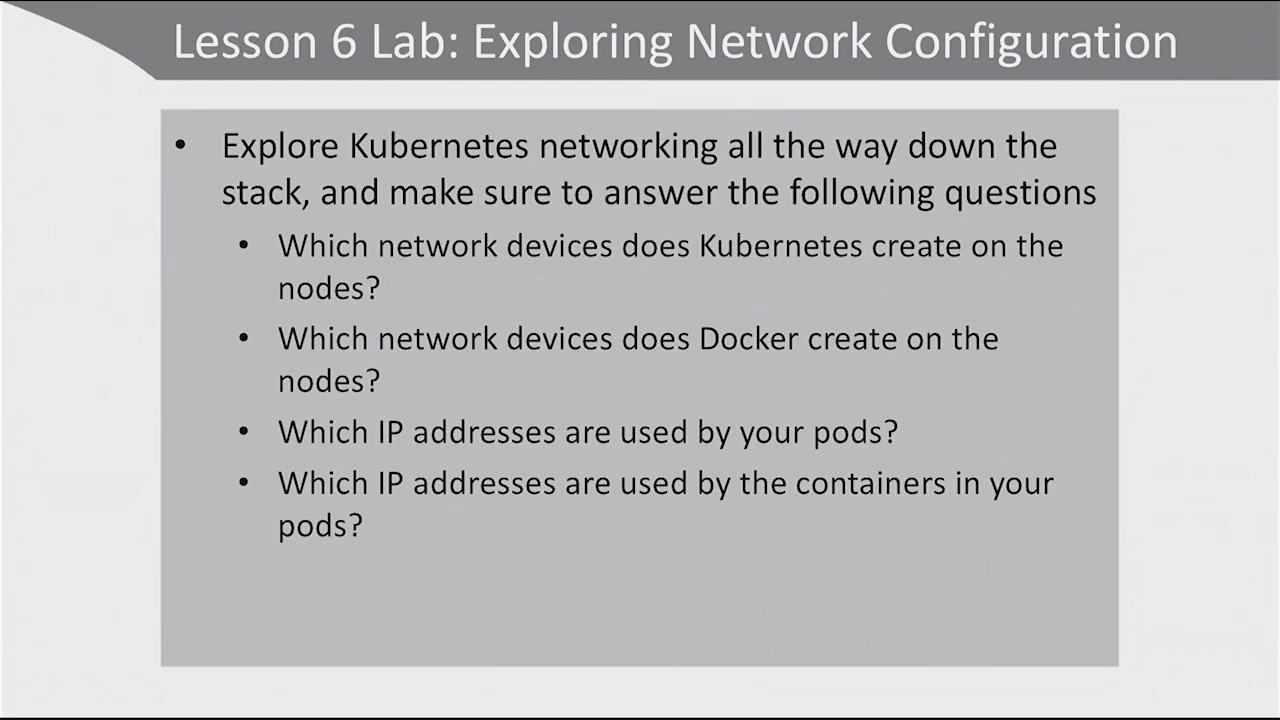 Lesson 6 Lab: Exploring Network Configuration
• Explore Kubernetes networking all the way down the
stack, and make sure to answer the following questions
• Which network devices does Kubernetes create on the
nodes?
• Which network devices does Docker create on the
nodes?
• Which IP addresses are used by your pods?
• Which IP addresses are used by the containers in your
pods?